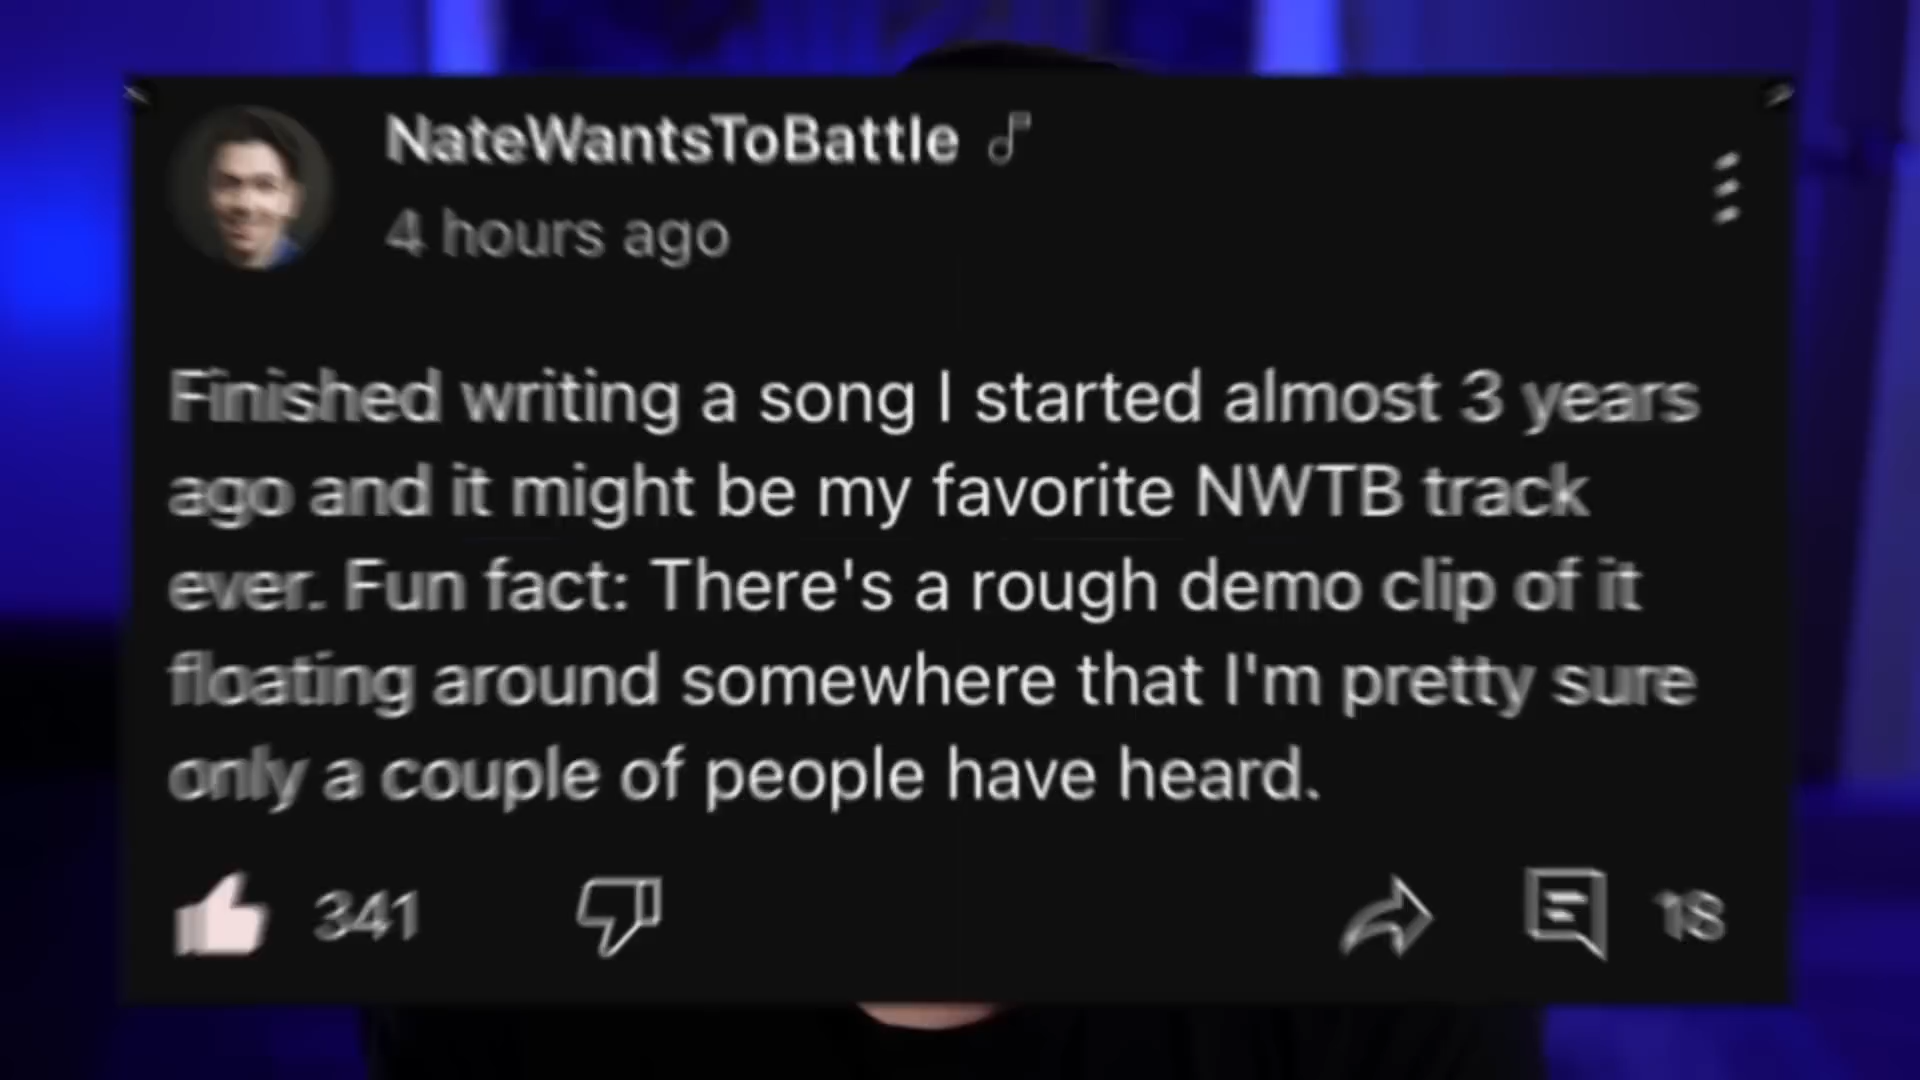 NateWantsToBattle
4 hours ago
Finished writing a song I started almost 3 years
ago and it might be my favorite NWTB track
ever. Fun fact: There's a rough demo clip of it
floating around somewhere that I'm pretty sure
only a couple of people have heard.
341
18